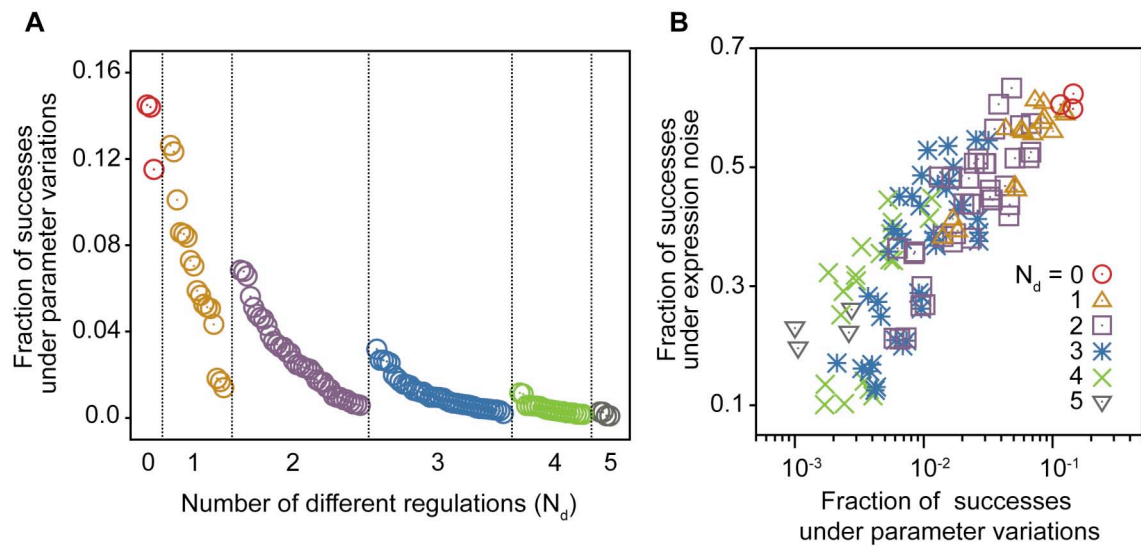 A
Fraction of successes
under parameter variations
0.16
0.12
0.08
0.04
0.0
0 1 2 3 4 5
Number of different regulations (N_d)
B
Fraction of successes
under expression noise
0.7
0.5
0.3
0.1
N_d = 0
1
2
3
4
5
10^-3 10^-2 10^-1
Fraction of successes
under parameter variations